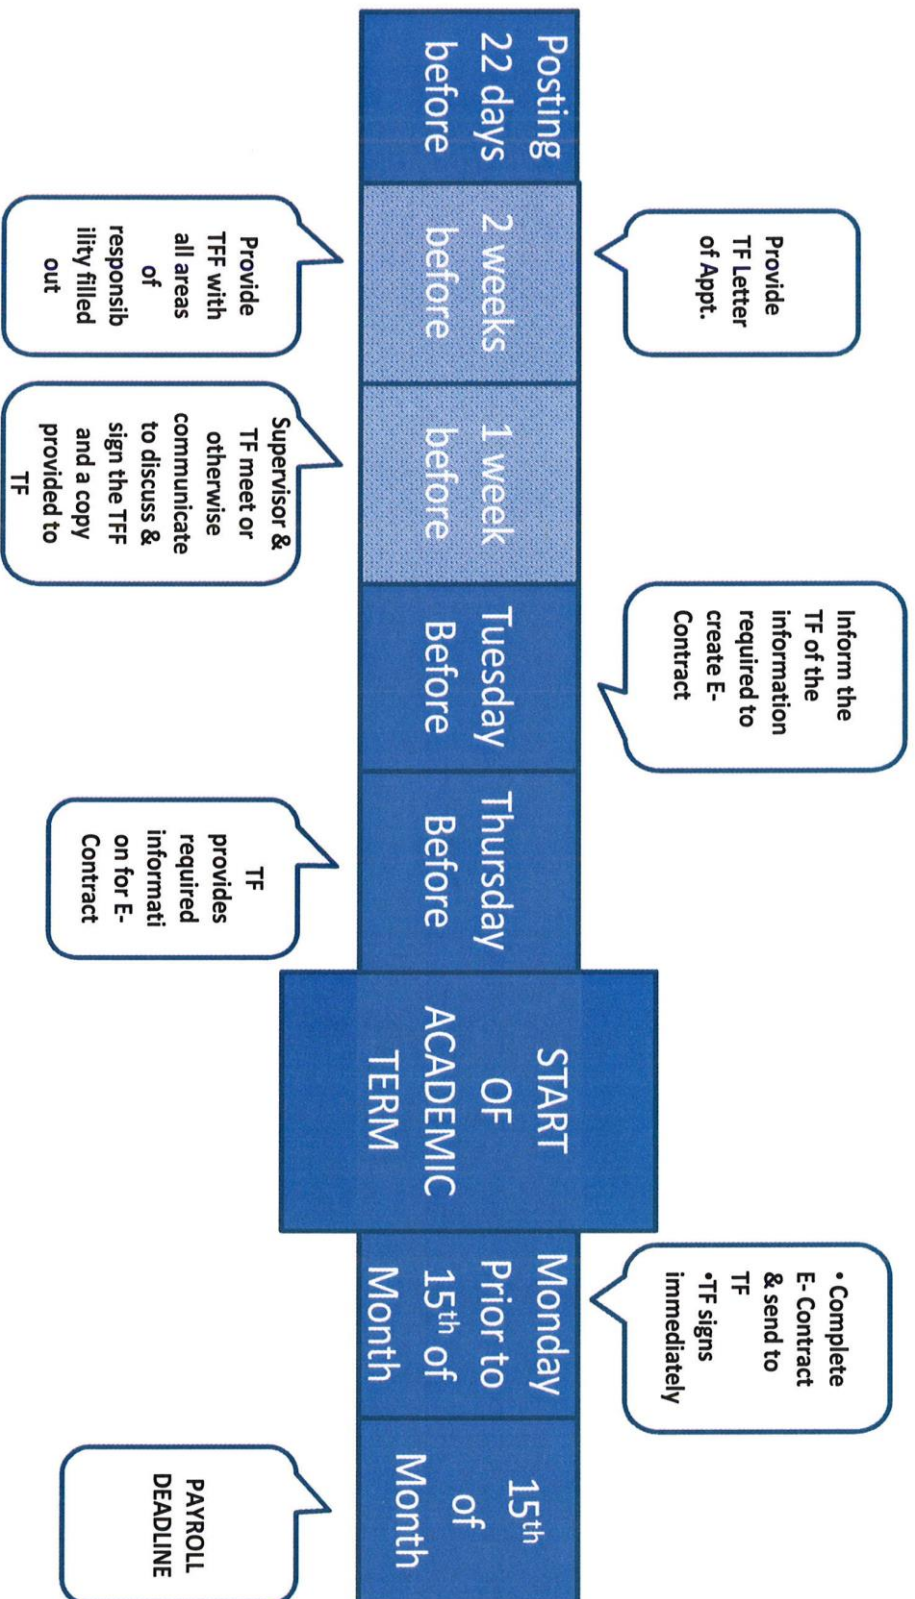 Provide
TF Letter
of Appt.
Inform the
TF of the
information
required to
create E-
Contract
• Complete
E- Contract
& send to
TF
•TF signs
immediately
Posting
22 days
before
2 weeks
before
1 week
before
Tuesday
Before
Thursday
Before
START
OF
ACADEMIC
TERM
Monday
Prior to
15th of
Month
15th
of
Month
Provide
TFF with
all areas
of
responsib
ility filled
out
Supervisor &
TF meet or
otherwise
communicate
to discuss &
sign the TFF
and a copy
provided to
TF
TF
provides
required
informati
on for E-
Contract
PAYROLL
DEADLINE